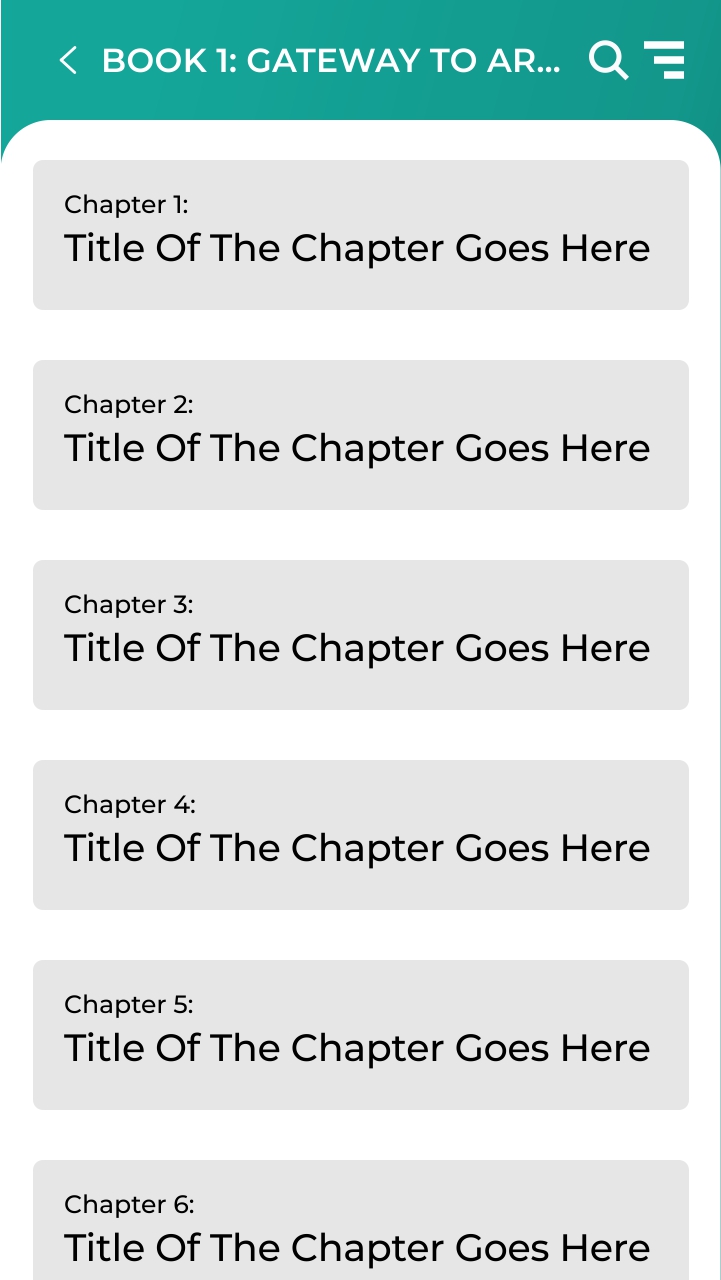 BOOK 1: GATEWAY TO AR...
Chapter 1:
Title Of The Chapter Goes Here
Chapter 2:
Title Of The Chapter Goes Here
Chapter 3:
Title Of The Chapter Goes Here
Chapter 4:
Title Of The Chapter Goes Here
Chapter 5:
Title Of The Chapter Goes Here
Chapter 6:
Title Of The Chapter Goes Here